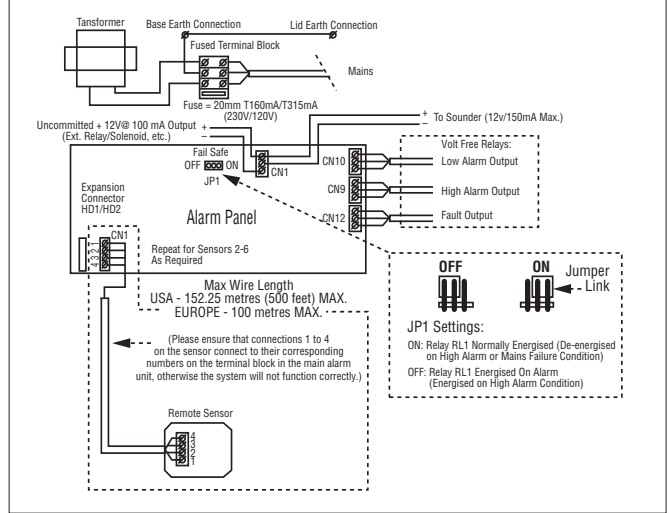 Tansformer
Base Earth Connection
Lid Earth Connection
Fused Terminal Block
Mains
Fuse = 20mm T160mA/T315mA
(230V/120V)
Uncommitted + 12V@ 100 mA Output
(Ext. Relay/Solenoid, etc.)
+
–
+
–
To Sounder (12v/150mA Max.)
Fail Safe
OFF
ON
JP1
CN1
CN10
CN9
CN12
Volt Free Relays:
Low Alarm Output
High Alarm Output
Fault Output
Expansion
Connector
HD1/HD2
Alarm Panel
CN1
4 3 2 1
Repeat for Sensors 2-6
As Required
Max Wire Length
USA - 152.25 metres (500 feet) MAX.
EUROPE - 100 metres MAX.
(Please ensure that connections 1 to 4
on the sensor connect to their corresponding
numbers on the terminal block in the main alarm
unit, otherwise the system will not function correctly.)
Remote Sensor
4
3
2
1
OFF
ON
Jumper
Link
JP1 Settings:
ON: Relay RL1 Normally Energised (De-energised
on High Alarm or Mains Failure Condition)
OFF: Relay RL1 Energised On Alarm
(Energised on High Alarm Condition)